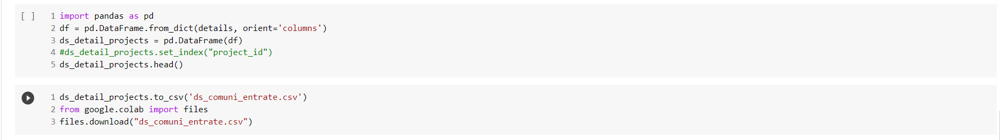 [ ] 1 import pandas as pd
2 df = pd.DataFrame.from_dict(details, orient='columns')
3 ds_detail_projects = pd.DataFrame(df)
4 #ds_detail_projects.set_index("project_id")
5 ds_detail_projects.head()
1 ds_detail_projects.to_csv('ds_comuni_entrate.csv')
2 from google.colab import files
3 files.download("ds_comuni_entrate.csv")